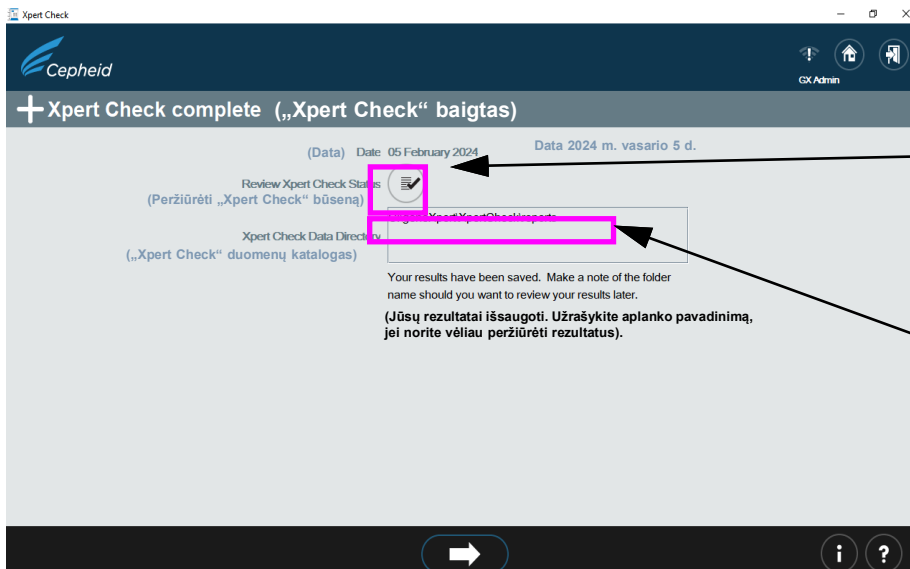 Xpert Check
Cepheid
GX Admin
Xpert Check complete („Xpert Check“ baigtas)
(Data) Date 05 February 2024 Data 2024 m. vasario 5 d.
Review Xpert Check Status
(Peržiūrėti „Xpert Check“ būseną)
Xpert\XpertCheck\reports
Xpert Check Data Directory
(„Xpert Check“ duomenų katalogas)
Your results have been saved. Make a note of the folder
name should you want to review your results later.
(Jūsų rezultatai išsaugoti. Užrašykite aplanko pavadinimą,
jei norite vėliau peržiūrėti rezultatus).
i ?